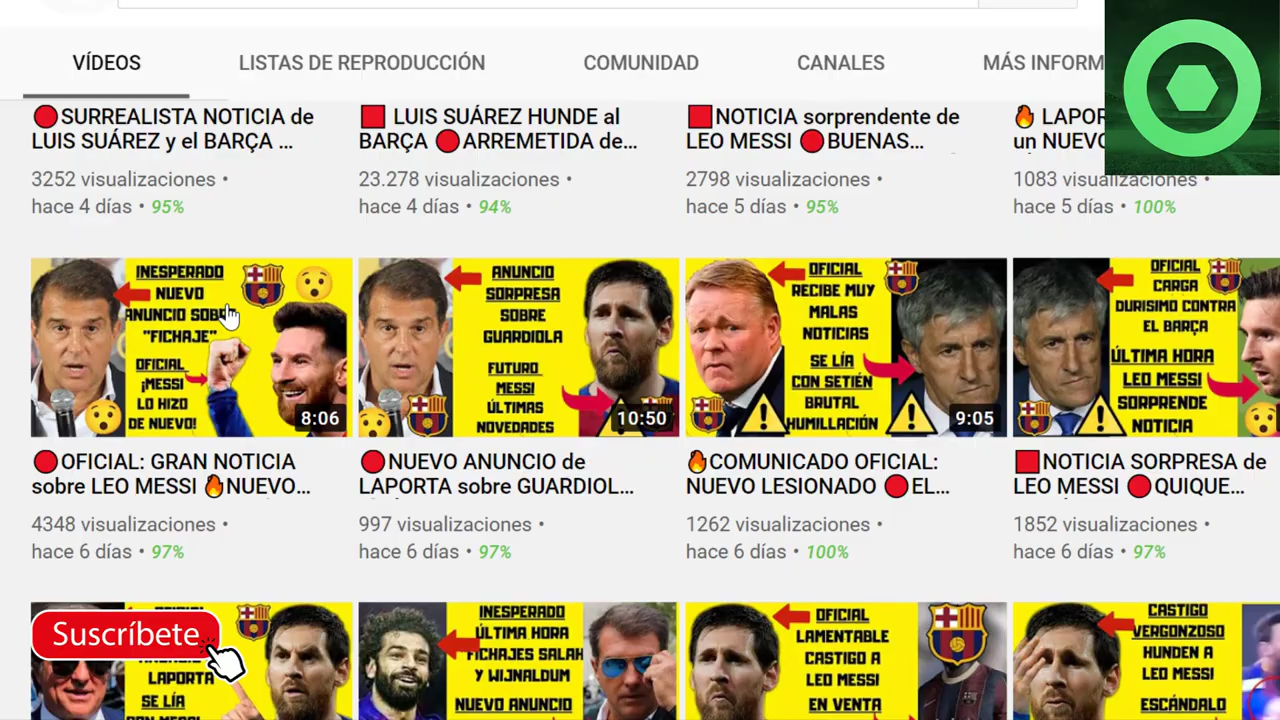 VÍDEOS
LISTAS DE REPRODUCCIÓN
COMUNIDAD
CANALES
MÁS INFORM
SURREALISTA NOTICIA de
LUIS SUÁREZ y el BARÇA ...
3252 visualizaciones •
hace 4 días • 95%
LUIS SUÁREZ HUNDE al
BARÇA 🔴ARREMETIDA de...
23.278 visualizaciones •
hace 4 días • 94%
NOTICIA sorprendente de
LEO MESSI 🔴BUENAS...
2798 visualizaciones •
hace 5 días • 95%
LAPOR
un NUEVO
1083 visualizaciones •
hace 5 días • 100%
INESPERADO
NUEVO
ANUNCIO SOBR
"FICHAJE"
OFICIAL
¡MESSI
LO HIZO
DE NUEVO!
8:06
🔴OFICIAL: GRAN NOTICIA
sobre LEO MESSI 🔥NUEVO...
4348 visualizaciones •
hace 6 días • 97%
ANUNCIO
SORPRESA
SOBRE
GUARDIOLA
FUTURO
MESSI
ÚLTIMAS
NOVEDADES
10:50
🔴NUEVO ANUNCIO de
LAPORTA sobre GUARDIOL...
997 visualizaciones •
hace 6 días • 97%
OFICIAL
RECIBE MUY
MALAS
NOTICIAS
SE LÍA
CON SETIÉN
BRUTAL
HUMILLACIÓN
9:05
🔥COMUNICADO OFICIAL:
NUEVO LESIONADO 🔴EL...
1262 visualizaciones •
hace 6 días • 100%
OFICIAL
CARGA
DURISIMO CONTRA
EL BARÇA
ÚLTIMA HORA
LEO MESSI
SORPRENDE
NOTICIA
🟥NOTICIA SORPRESA de
LEO MESSI 🔴QUIQUE...
1852 visualizaciones •
hace 6 días • 97%
Suscríbete
LAPORTA
SE LÍA
INESPERADO
ÚLTIMA HORA
FICHAJES SALAH
Y WIJNALDUM
NUEVO ANUNCIO
OFICIAL
LAMENTABLE
CASTIGO A
LEO MESSI
EN VENTA
CASTIGO
VERGONZOSO
HUNDEN A
LEO MESSI
ESCÁNDALO